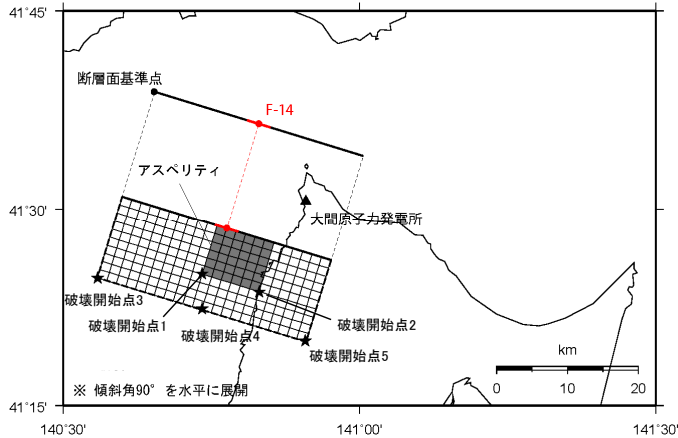 41°45'
断層面基準点
F-14
アスペリティ
41°30'
大間原子力発電所
破壊開始点3
破壊開始点1
破壊開始点4
破壊開始点2
破壊開始点5
km
0 10 20
※ 傾斜角90° を水平に展開
41°15'
140°30' 141°00' 141°30'